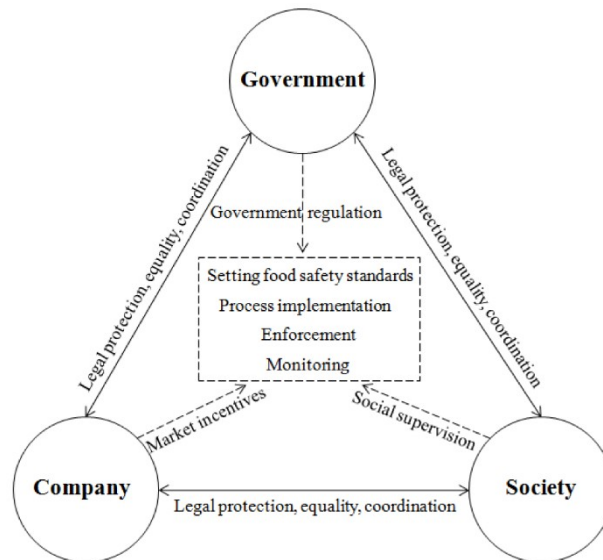 Government
Legal protection, equality, coordination
Legal protection, equality, coordination
Government regulation
Setting food safety standards
Process implementation
Enforcement
Monitoring
Market incentives
Social supervision
Company
Society
Legal protection, equality, coordination